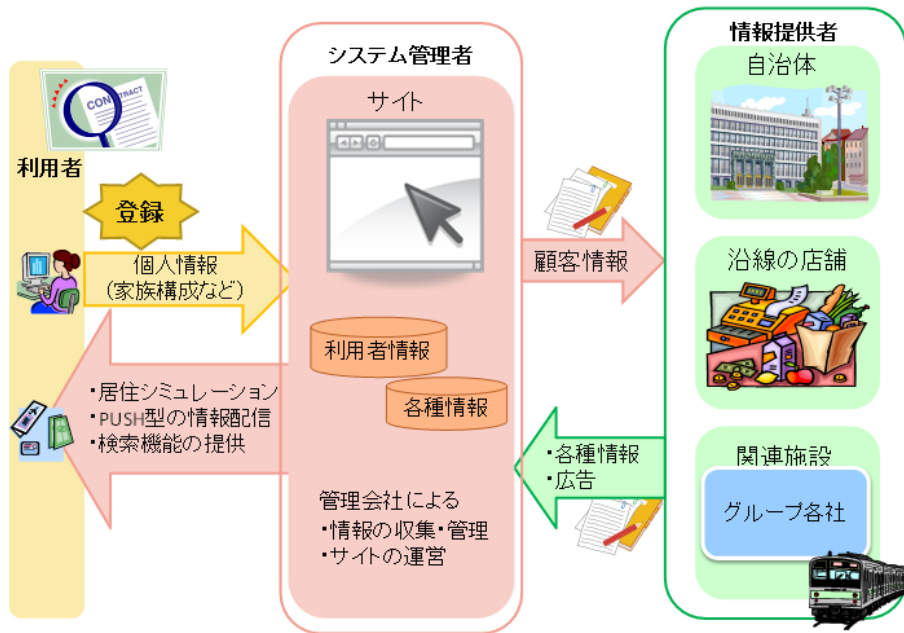 利用者
CONTRACT
登録
個人情報
(家族構成など)
・居住シミュレーション
・PUSH型の情報配信
・検索機能の提供
システム管理者
サイト
利用者情報
各種情報
管理会社による
・情報の収集・管理
・サイトの運営
顧客情報
・各種情報
・広告
情報提供者
自治体
沿線の店舗
関連施設
グループ各社